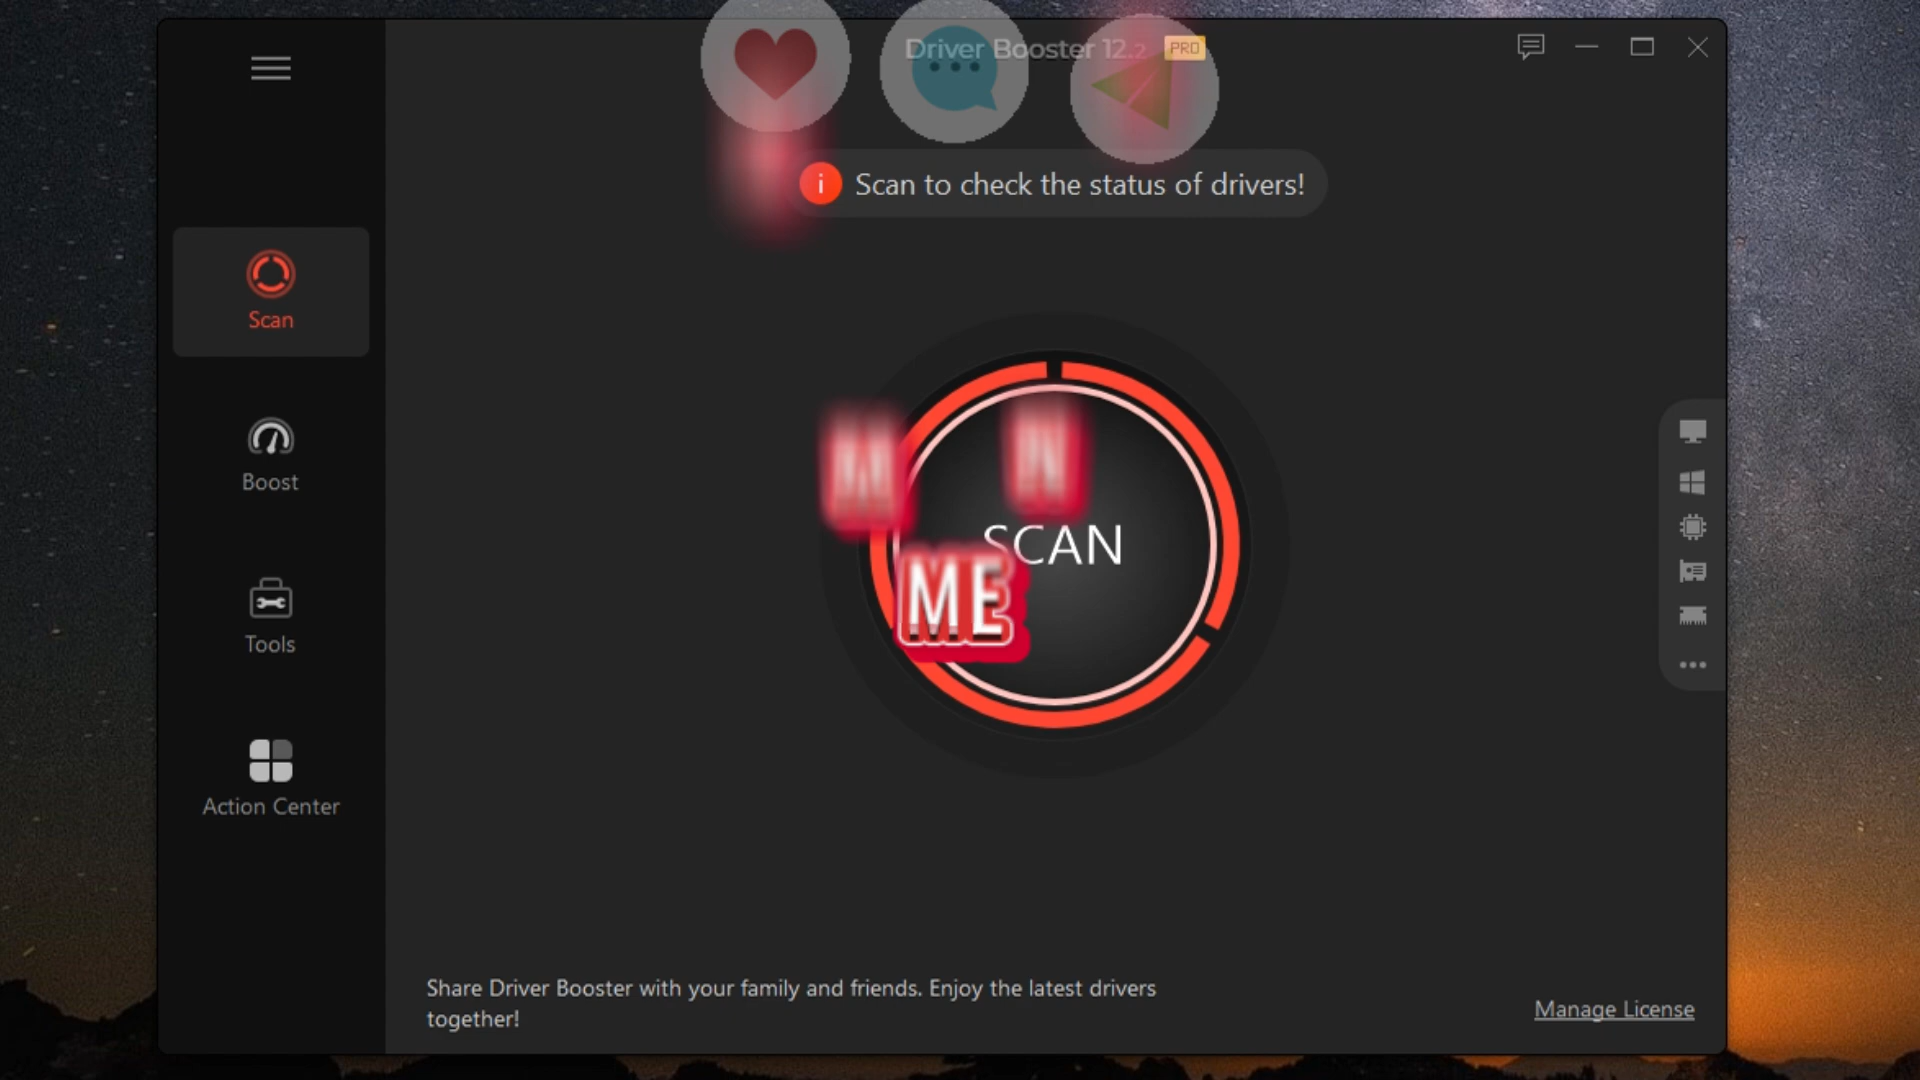 Driver Booster 12.2 PRO
Scan to check the status of drivers!
Scan
Boost
Tools
Action Center
M N
SCAN
ME
Share Driver Booster with your family and friends. Enjoy the latest drivers
together!
Manage License